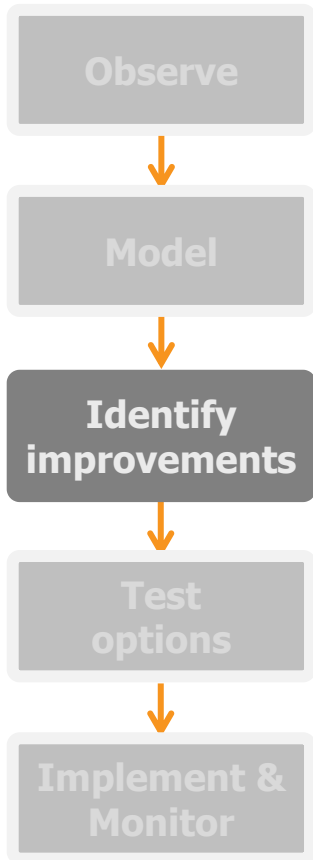 Observe
Model
Identify
improvements
Test
options
Implement &
Monitor